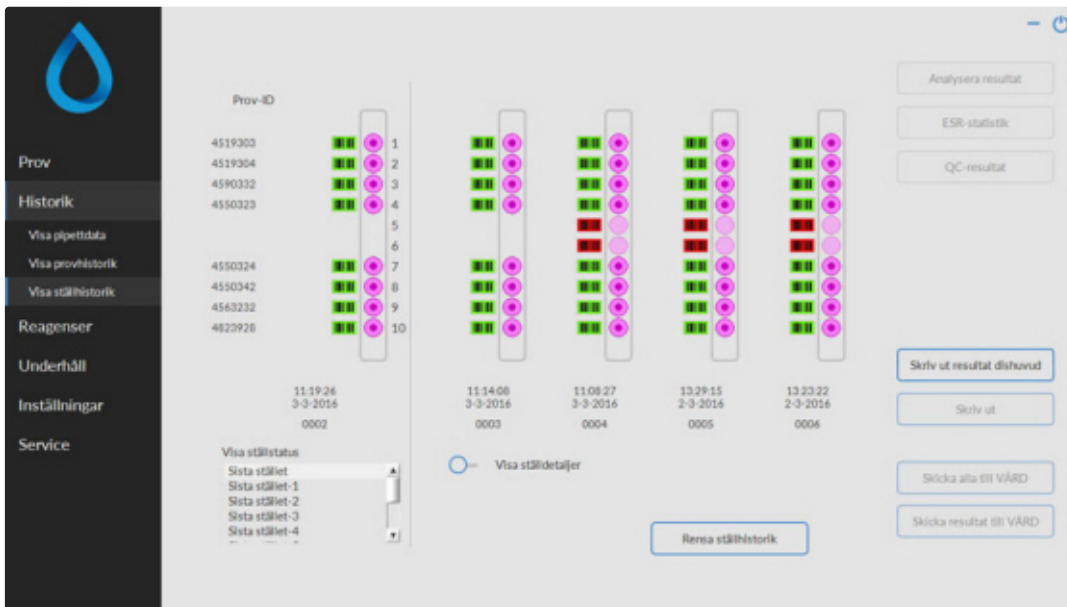 Prov
Historik
Visa pipettdata
Visa provhistorik
Visa ställhistorik
Reagenser
Underhåll
Inställningar
Service
Prov-ID
4519303 1
4519304 2
4590332 3
4550323 4
5
6
4550324 7
4550342 8
4563232 9
4823928 10
11:19:26
3-3-2016
0002
11:14:08
3-3-2016
0003
11:08:27
3-3-2016
0004
13:29:15
2-3-2016
0005
13:23:22
2-3-2016
0006
Visa ställstatus
Sista stället
Sista stället-1
Sista stället-2
Sista stället-3
Sista stället-4
Visa ställdetaljer
Rensa ställhistorik
Analysera resultat
ESR-statistik
QC-resultat
Skriv ut resultat dishuvud
Skriv ut
Skicka alla till VÄRD
Skicka resultat till VÄRD